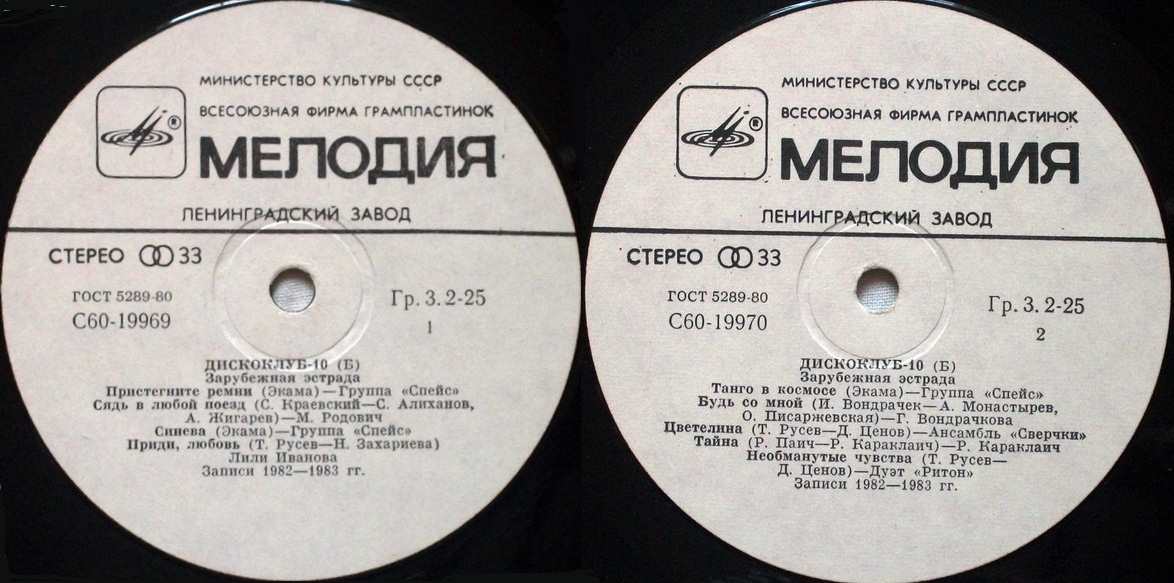 МИНИСТЕРСТВО КУЛЬТУРЫ СССР
ВСЕСОЮЗНАЯ ФИРМА ГРАМПЛАСТИНОК
®
МЕЛОДИЯ
ЛЕНИНГРАДСКИЙ ЗАВОД
СТЕРЕО 33
ГОСТ 5289-80
С60-19969
Гр. 3. 2-25
1
ДИСКОКЛУБ-10 (Б)
Зарубежная эстрада
Пристегните ремни (Экама)—Группа «Спейс»
Сядь в любой поезд (С. Краевский—С. Алиханов,
А. Жигарев)—М. Родович
Синева (Экама)—Группа «Спейс»
Приди, любовь (Т. Русев—Н. Захариева)
Лили Иванова
Записи 1982—1983 гг.
МИНИСТЕРСТВО КУЛЬТУРЫ СССР
ВСЕСОЮЗНАЯ ФИРМА ГРАМПЛАСТИНОК
®
МЕЛОДИЯ
ЛЕНИНГРАДСКИЙ ЗАВОД
СТЕРЕО 33
ГОСТ 5289-80
С60-19970
Гр. 3. 2-25
2
ДИСКОКЛУБ-10 (Б)
Зарубежная эстрада
Танго в космосе (Экама)—Группа «Спейс»
Будь со мной (И. Вондрачек—А. Монастырев,
О. Писаржевская)—Г. Вондрачкова
Цветелина (Т. Русев—Д. Ценов)—Ансамбль «Сверчки»
Тайна (Р. Паич—Р. Караклаич)—Р. Караклаич
Необманутые чувства (Т. Русев—
Д. Ценов)—Дуэт «Ритон»
Записи 1982—1983 гг.